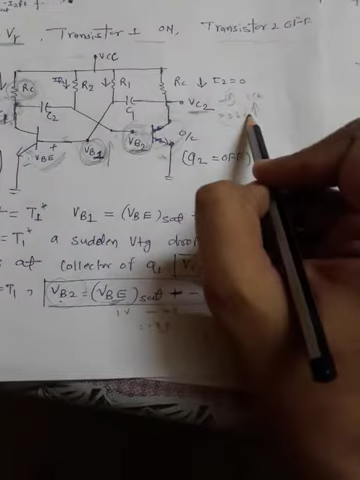 Vr, Transistor 1 ON, Transistor 2 OFF
VCC
Rc
R2
R1
Rc ↓ I2=0
C2
C1
VC2
VBE
VB1
VB2
O/C
(q2 = OFF)
= T1+ VB1 = (VBE)sat
= T1+ a sudden Vtg
at collector of q1
=T1, VB2 = (VBE)sat + -
1V